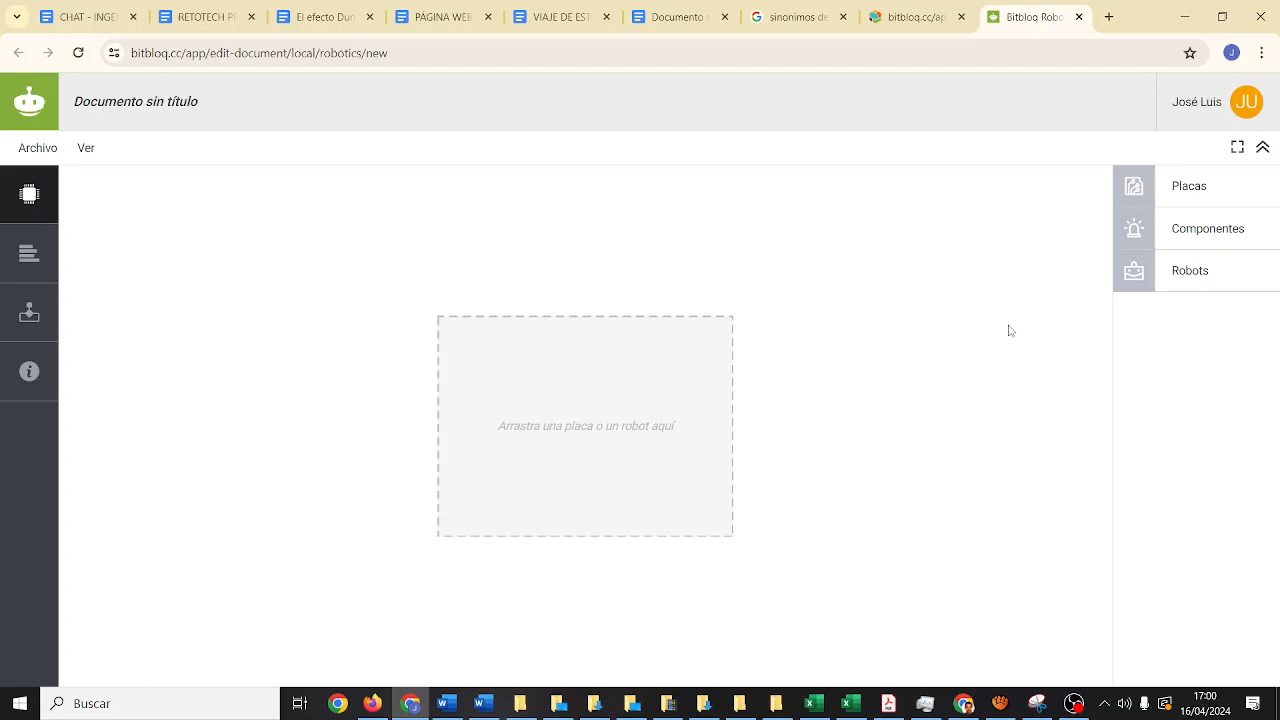 CHAT - INGE
RETOTECH P
Proyecto Dun
PÁGINA WEB
VIAJE DE EST
Documento s
sinonimos de
bitbloq.cc/ap
Bitbloq Robo
bitbloq.cc/app/edit-document/local/robotics/new
J
Documento sin título
José Luis
JU
Archivo
Ver
Placas
Componentes
Robots
Arrastra una placa o un robot aquí
Buscar
17:00
16/04/2024